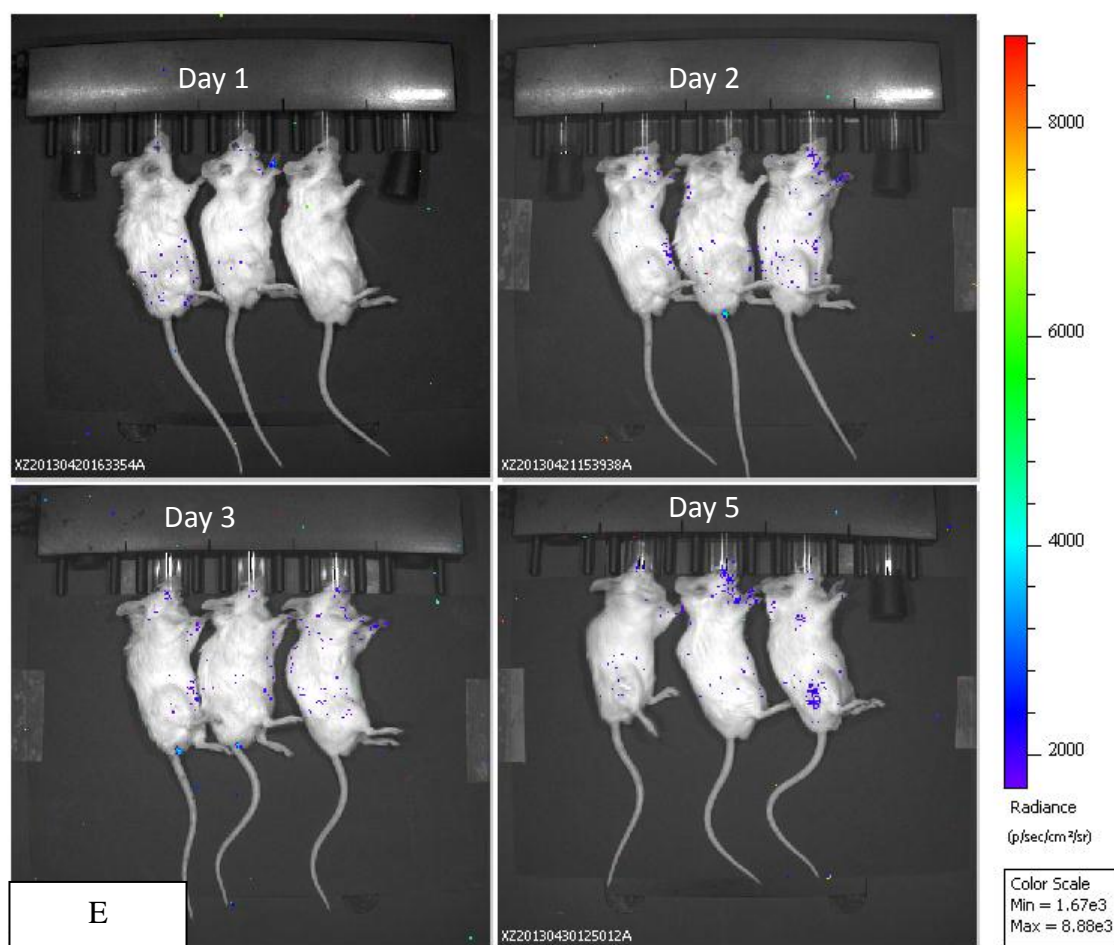 Day 1
Day 2
XZ20130420163354A
XZ20130421153938A
Day 3
Day 5
XZ20130430125012A
E
8000
6000
4000
2000
Radiance
(p/sec/cm²/sr)
Color Scale
Min = 1.67e3
Max = 8.88e3